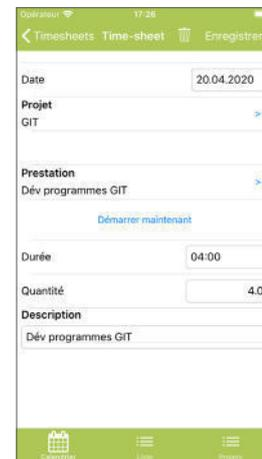 Opérateur 17:26
< Timesheets Time-sheet Enregistrer
Date 20.04.2020
Projet
GIT >
Prestation
Dév programmes GIT >
Démarrer maintenant
Durée 04:00
Quantité 4.0
Description
Dév programmes GIT
Calendrier Liste Projets